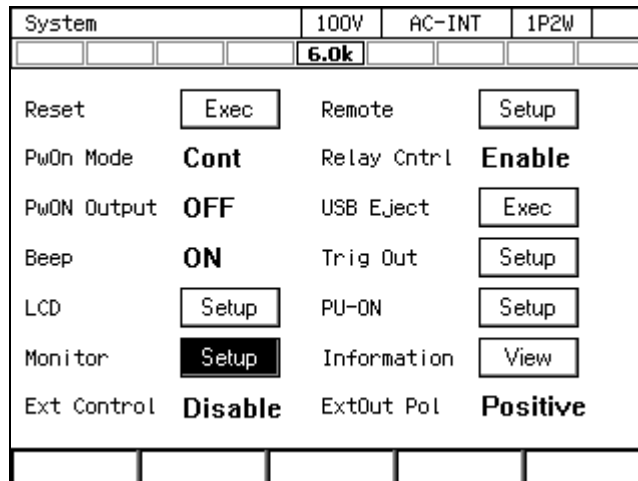 System 100V AC-INT 1P2W
6.0k
Reset Exec Remote Setup
PwOn Mode Cont Relay Cntrl Enable
PwON Output OFF USB Eject Exec
Beep ON Trig Out Setup
LCD Setup PU-ON Setup
Monitor Setup Information View
Ext Control Disable ExtOut Pol Positive